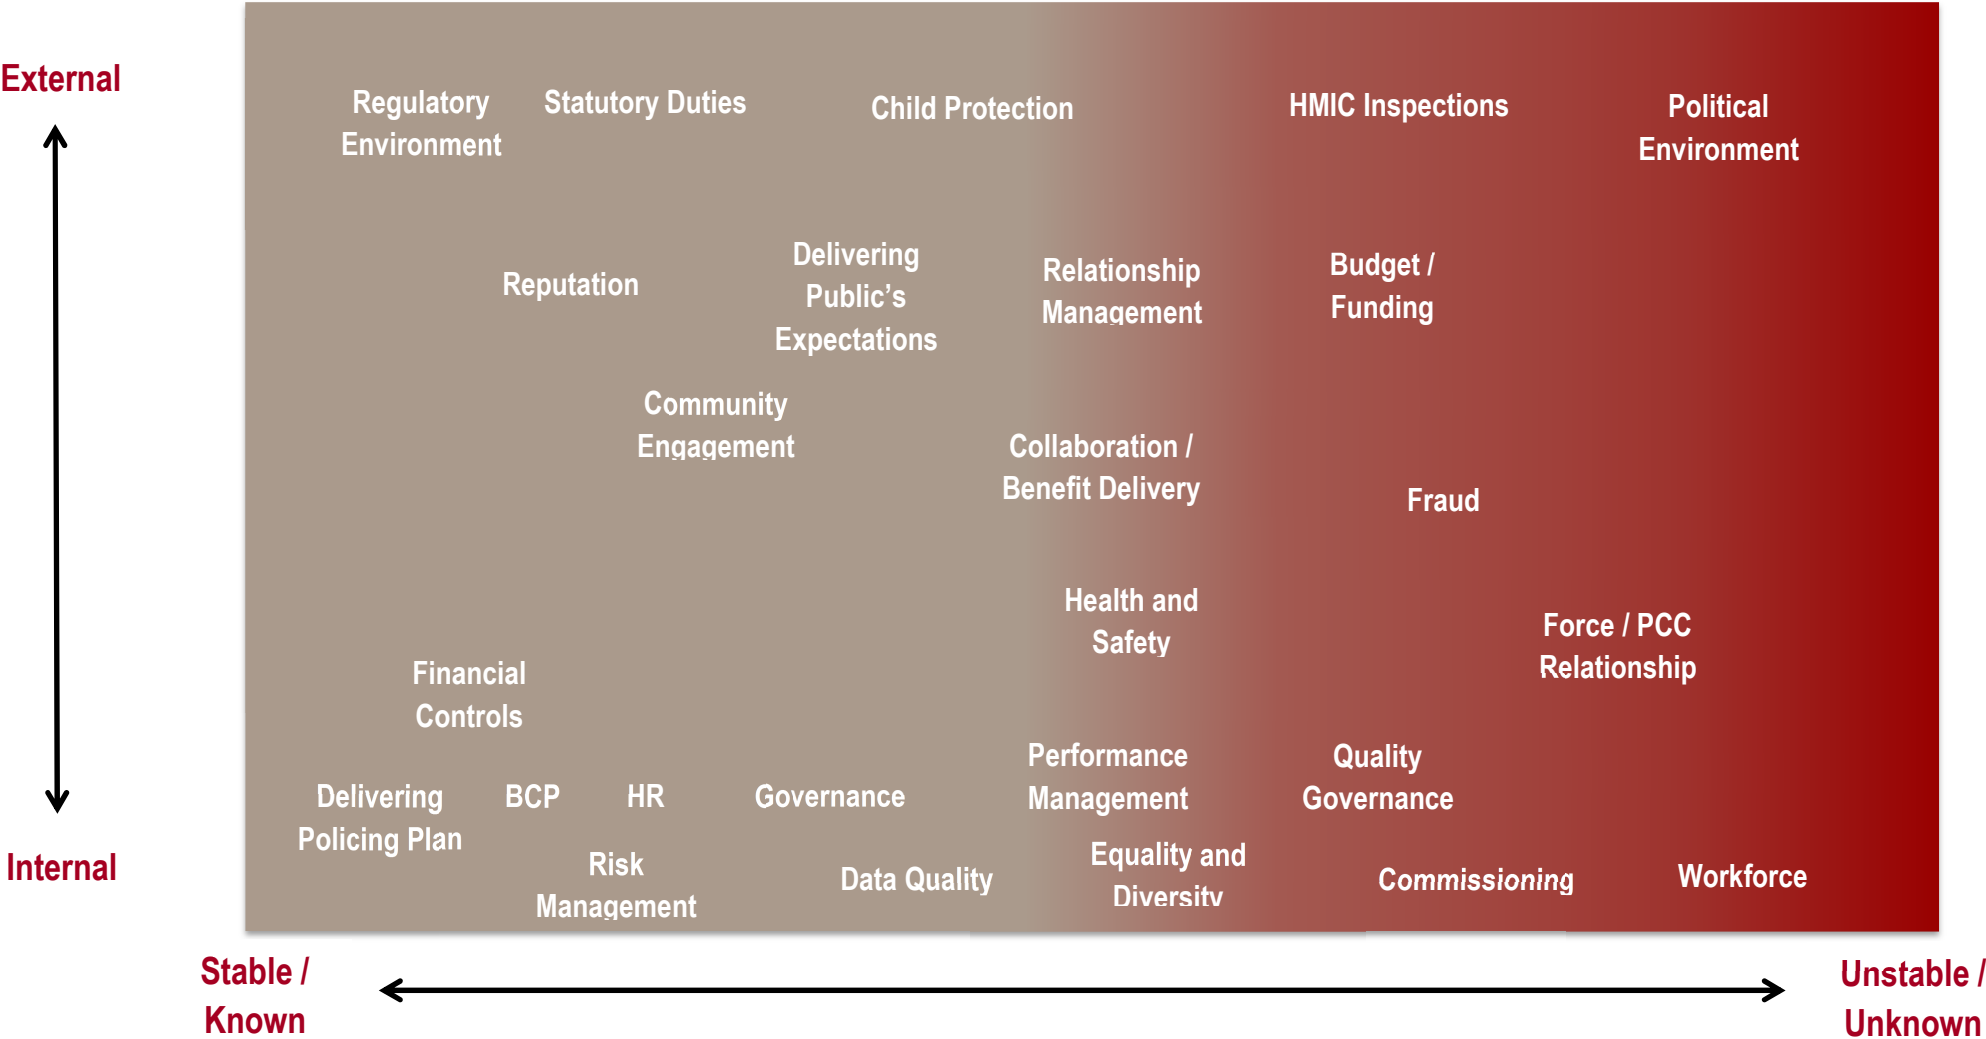 External
Regulatory
Environment
Statutory Duties
Child Protection
HMIC Inspections
Political
Environment
Reputation
Delivering
Public’s
Expectations
Relationship
Management
Budget /
Funding
Community
Engagement
Collaboration /
Benefit Delivery
Fraud
Health and
Safety
Force / PCC
Relationship
Financial
Controls
Performance
Management
Quality
Governance
Delivering
Policing Plan
BCP
HR
Governance
Risk
Management
Data Quality
Equality and
Diversity
Commissioning
Workforce
Internal
Stable /
Known
Unstable /
Unknown